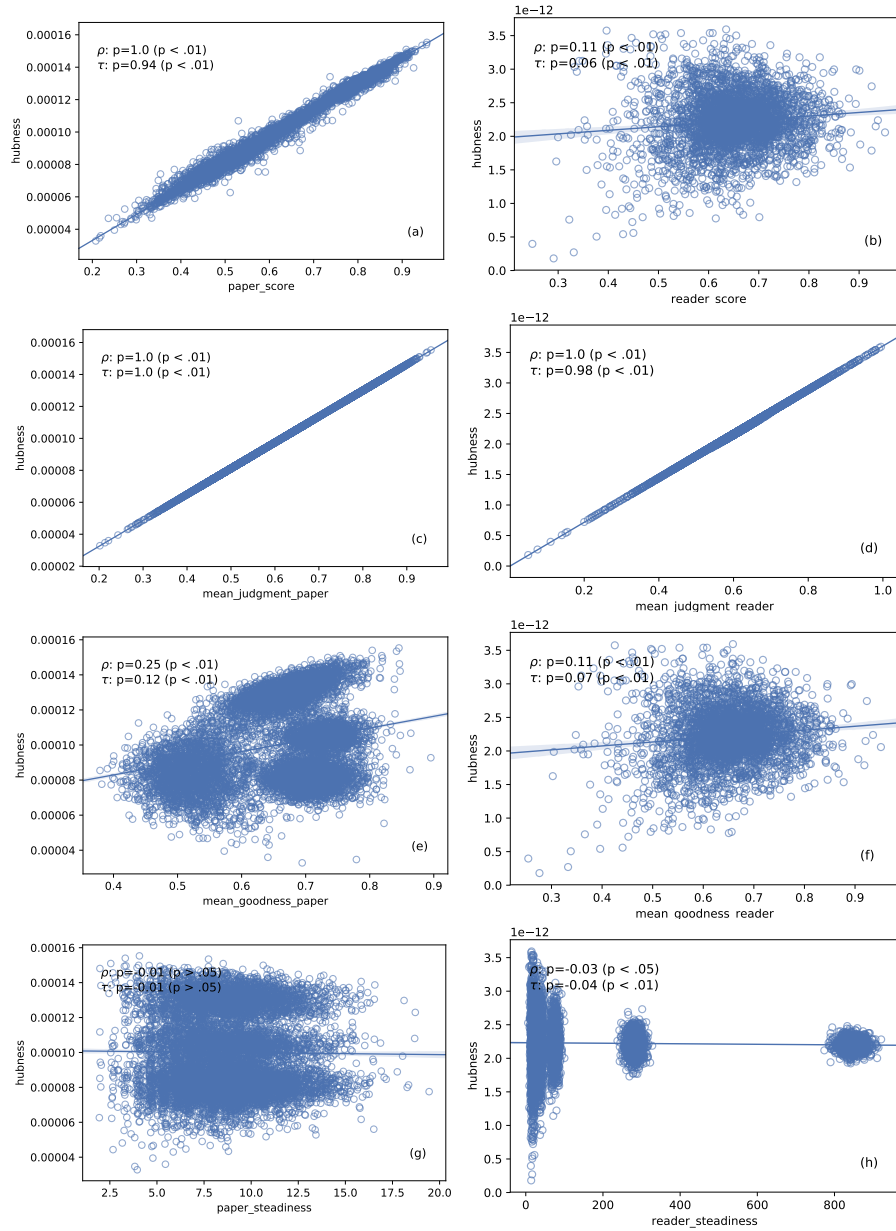 0.00016
0.00014
0.00012
0.00010
0.00008
0.00006
0.00004
hubness
ρ: p=1.0 (p < .01)
τ: p=0.94 (p < .01)
(a)
0.2 0.3 0.4 0.5 0.6 0.7 0.8 0.9
paper_score
1e−12
3.5
3.0
2.5
2.0
1.5
1.0
0.5
0.0
hubness
ρ: p=0.11 (p < .01)
τ: p=0.06 (p < .01)
(b)
0.3 0.4 0.5 0.6 0.7 0.8 0.9
reader score
0.00016
0.00014
0.00012
0.00010
0.00008
0.00006
0.00004
0.00002
hubness
ρ: p=1.0 (p < .01)
τ: p=1.0 (p < .01)
(c)
0.2 0.3 0.4 0.5 0.6 0.7 0.8 0.9
mean_judgment_paper
1e−12
3.5
3.0
2.5
2.0
1.5
1.0
0.5
0.0
hubness
ρ: p=1.0 (p < .01)
τ: p=0.98 (p < .01)
(d)
0.2 0.4 0.6 0.8 1.0
mean judgment reader
0.00016
0.00014
0.00012
0.00010
0.00008
0.00006
0.00004
hubness
ρ: p=0.25 (p < .01)
τ: p=0.12 (p < .01)
(e)
0.4 0.5 0.6 0.7 0.8 0.9
mean_goodness_paper
1e−12
3.5
3.0
2.5
2.0
1.5
1.0
0.5
0.0
hubness
ρ: p=0.11 (p < .01)
τ: p=0.07 (p < .01)
(f)
0.3 0.4 0.5 0.6 0.7 0.8 0.9
mean goodness reader
0.00016
0.00014
0.00012
0.00010
0.00008
0.00006
0.00004
hubness
ρ: p=-0.01 (p > .05)
τ: p=-0.01 (p > .05)
(g)
2.5 5.0 7.5 10.0 12.5 15.0 17.5 20.0
paper_steadiness
1e−12
3.5
3.0
2.5
2.0
1.5
1.0
0.5
0.0
hubness
ρ: p=-0.03 (p < .05)
τ: p=-0.04 (p < .01)
(h)
0 200 400 600 800
reader_steadiness